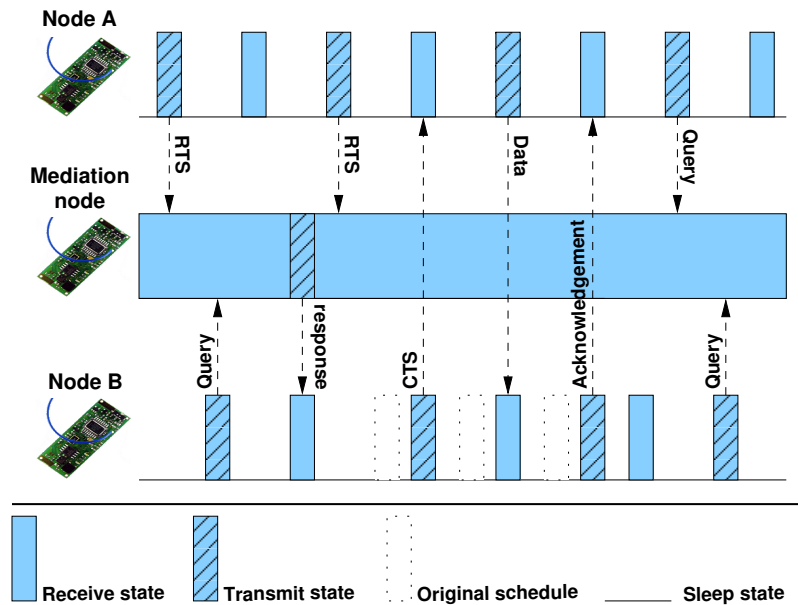 Node A
RTS
RTS
Data
Query
Mediation
node
Query
response
CTS
Acknowledgement
Query
Node B
Receive state
Transmit state
Original schedule
Sleep state